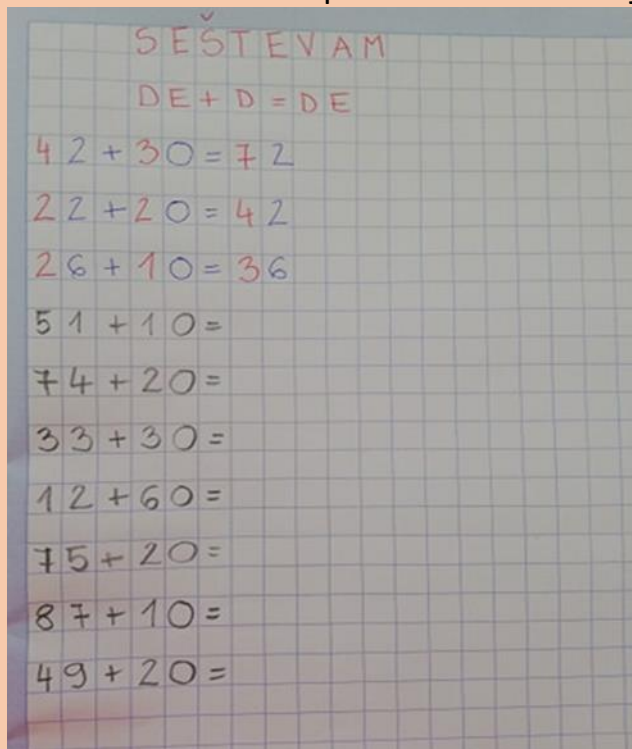 SEŠTEVAM
DE + D = DE
42 + 30 = 72
22 + 20 = 42
26 + 10 = 36
51 + 10 =
74 + 20 =
33 + 30 =
12 + 60 =
75 + 20 =
87 + 10 =
49 + 20 =